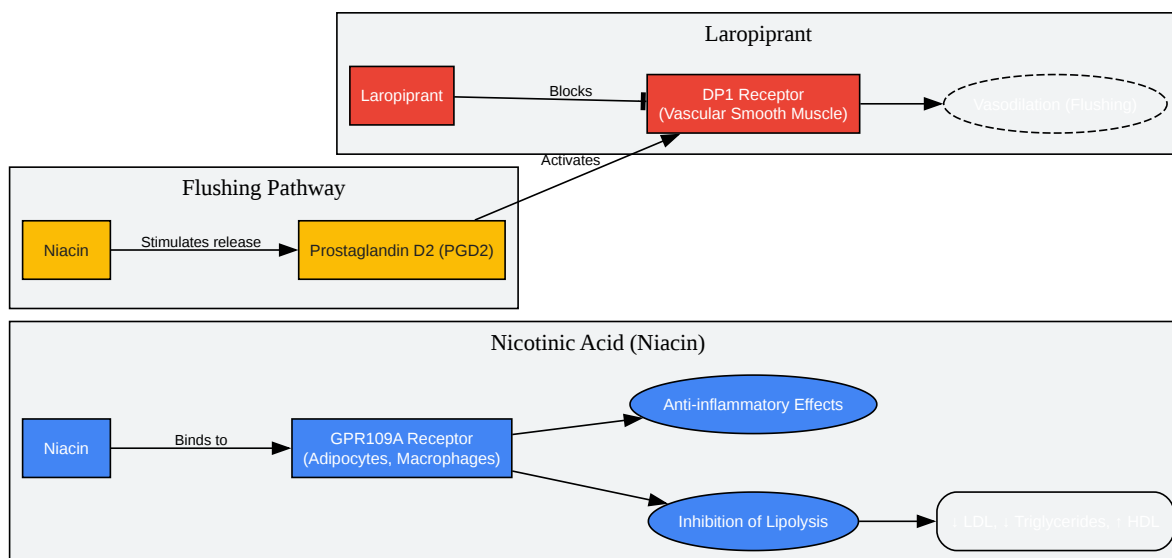 Laropiprant
Laropiprant
Blocks
DP1 Receptor
(Vascular Smooth Muscle)
Vasodilation (Flushing)
Activates
Flushing Pathway
Niacin
Stimulates release
Prostaglandin D2 (PGD2)
Nicotinic Acid (Niacin)
Niacin
Binds to
GPR109A Receptor
(Adipocytes, Macrophages)
Anti-inflammatory Effects
Inhibition of Lipolysis
↓ LDL, ↓ Triglycerides, ↑ HDL